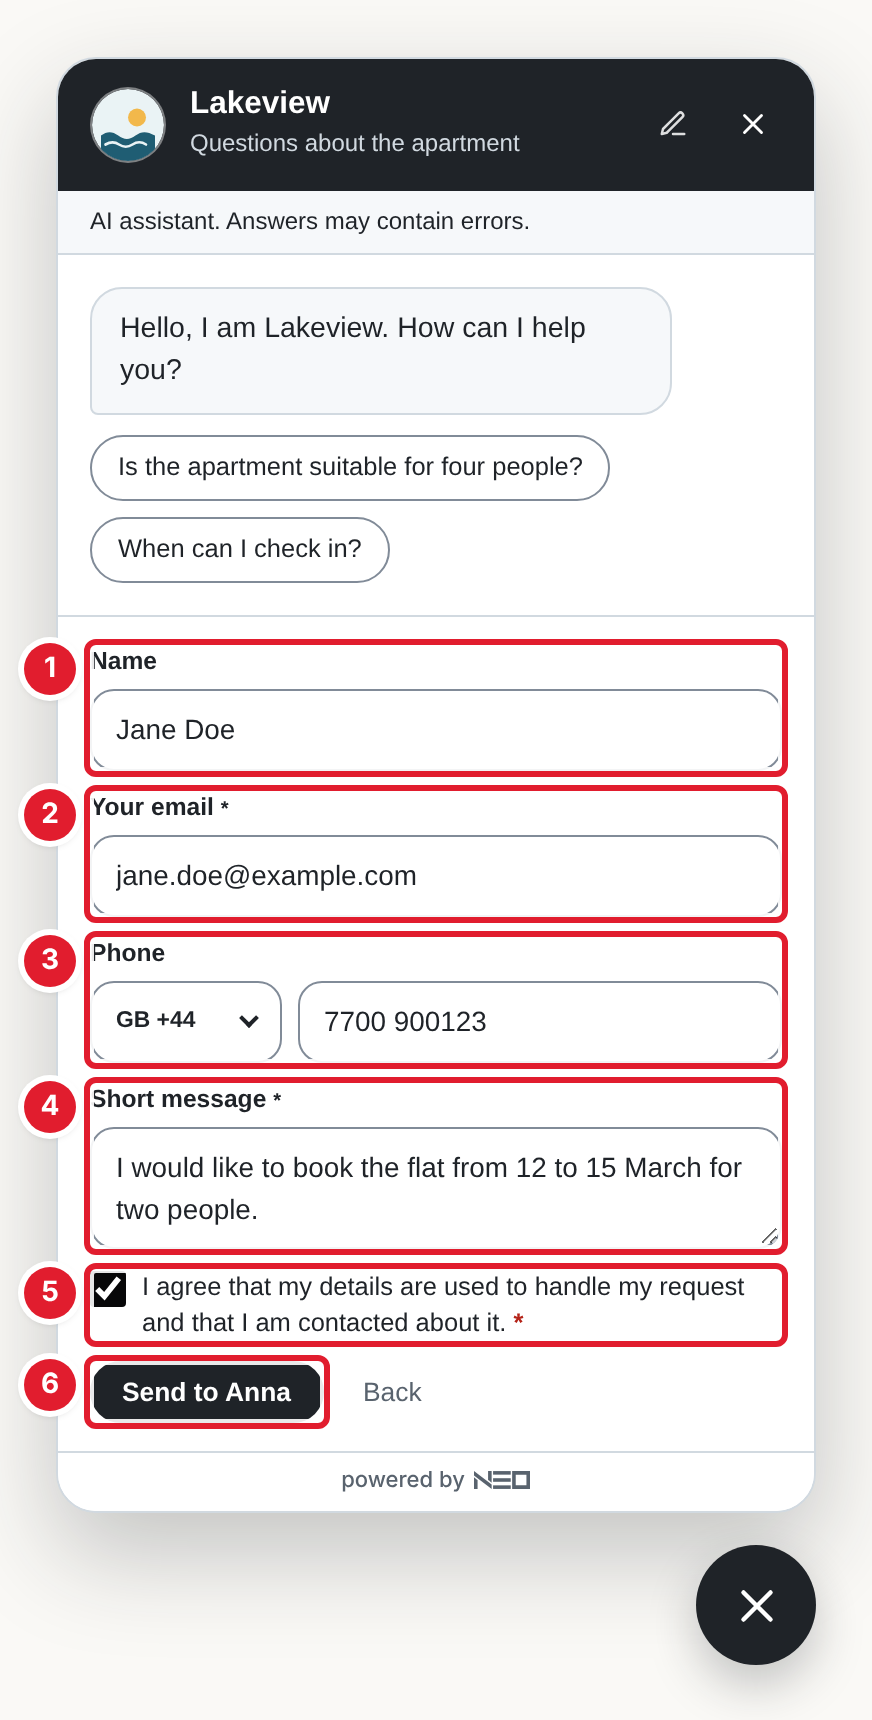 Lakeview
Questions about the apartment
AI assistant. Answers may contain errors.
Hello, I am Lakeview. How can I help
you?
Is the apartment suitable for four people?
When can I check in?
1
Name
Jane Doe
2
Your email *
jane.doe@example.com
3
Phone
GB +44
7700 900123
4
Short message *
I would like to book the flat from 12 to 15 March for
two people.
5
I agree that my details are used to handle my request
and that I am contacted about it. *
6
Send to Anna
Back
powered by NEO